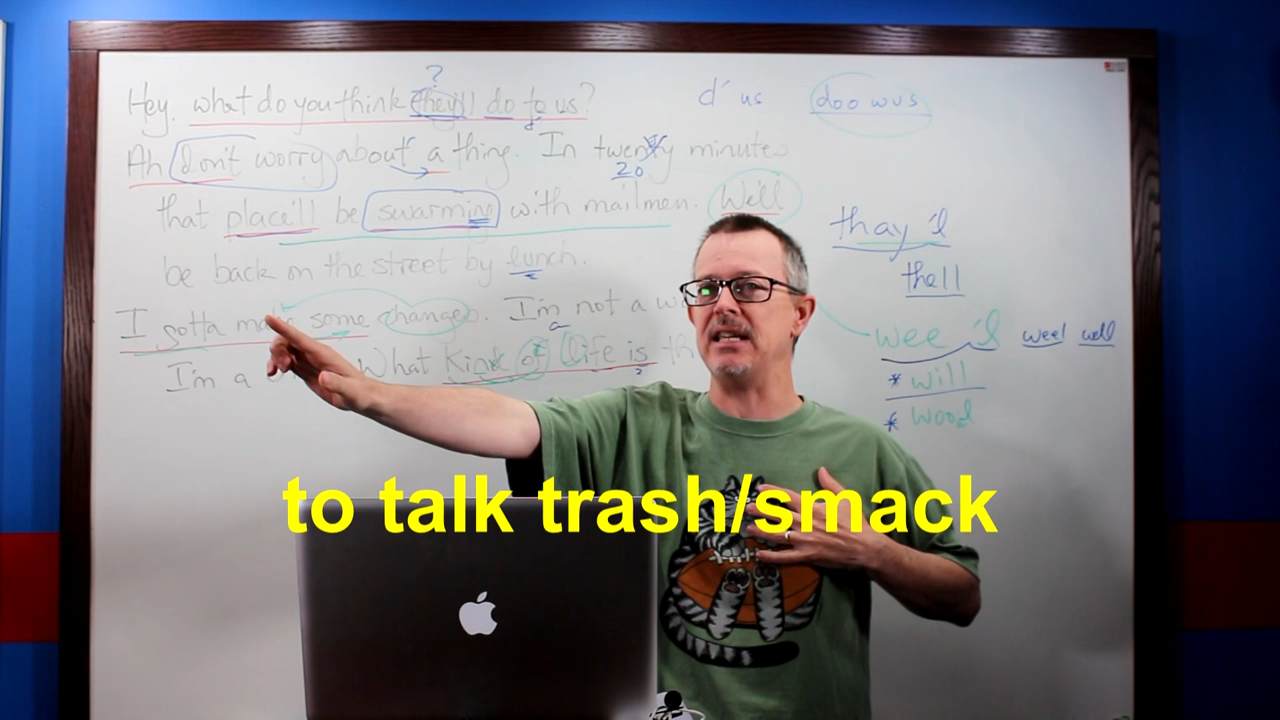 Hey. what do you think they'll do to us?
?
d' us
doo wus
Ah don't worry about a thing. In twenty minutes
20
that place'll be swarming with mailmen. We'll
thay 'l
be back on the street by lunch.
thell
I gotta make some changes. I'm not a
a
wee 'l weel well
I'm a What kind of life is th
* will
* wood
to talk trash/smack